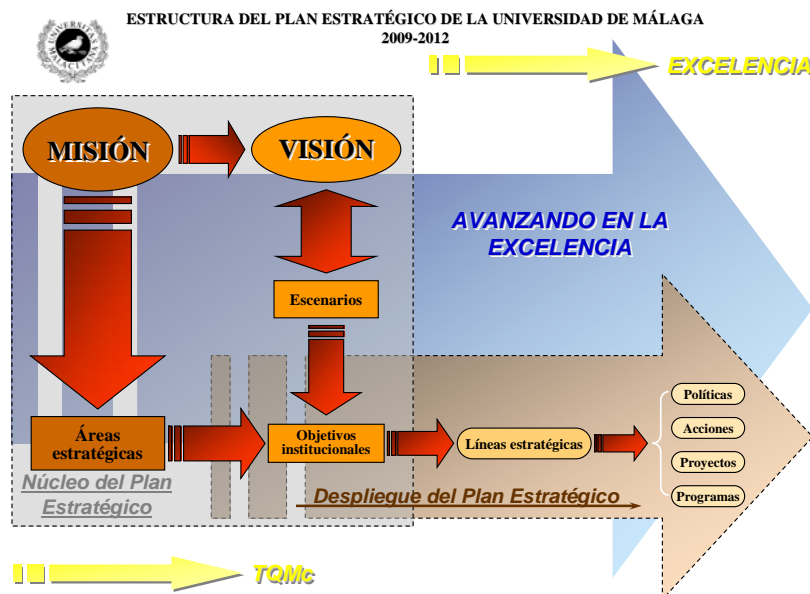 ESTRUCTURA DEL PLAN ESTRATÉGICO DE LA UNIVERSIDAD DE MÁLAGA
2009-2012
EXCELENCIA
MISIÓN
VISIÓN
AVANZANDO EN LA
EXCELENCIA
Escenarios
Áreas
estratégicas
Objetivos
institucionales
Líneas estratégicas
Políticas
Acciones
Proyectos
Programas
Núcleo del Plan
Estratégico
Despliegue del Plan Estratégico
TQMc